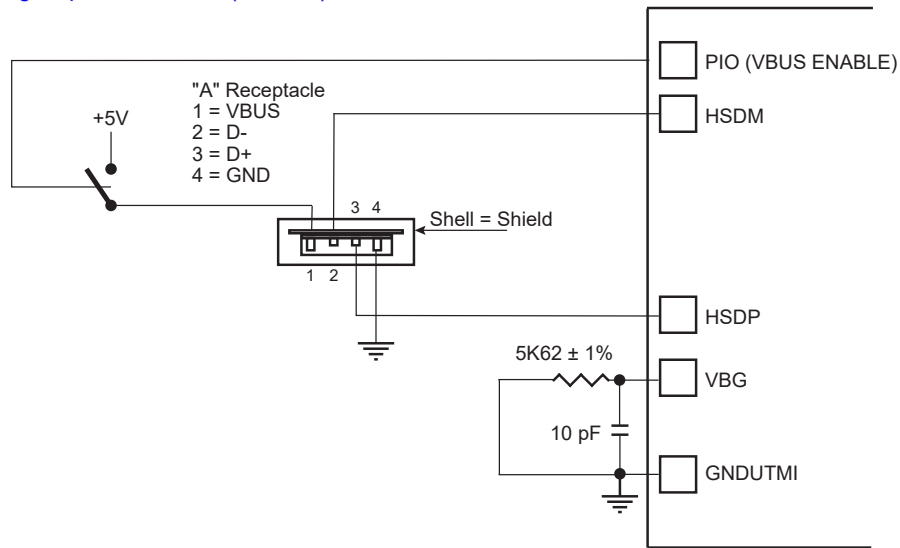 PIO (VBUS ENABLE)
"A" Receptacle
1 = VBUS
2 = D-
3 = D+
4 = GND
+5V
HSDM
3 4
Shell = Shield
1 2
HSDP
5K62 ± 1%
VBG
10 pF
GNDUTMI